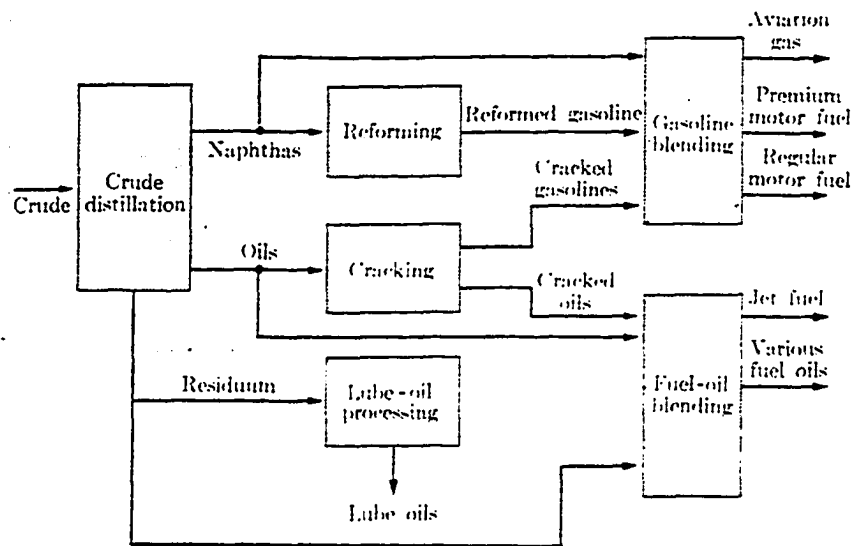 Aviation
gas
Premium
motor fuel
Regular
motor fuel
Reforming
Reformed gasoline
Gasoline
blending
Naphthas
Cracked
gasolines
Crude
distillation
Crude
Oils
Cracking
Cracked
oils
Jet fuel
Various
fuel oils
Residuum
Lube-oil
processing
Fuel-oil
blending
Lube oils